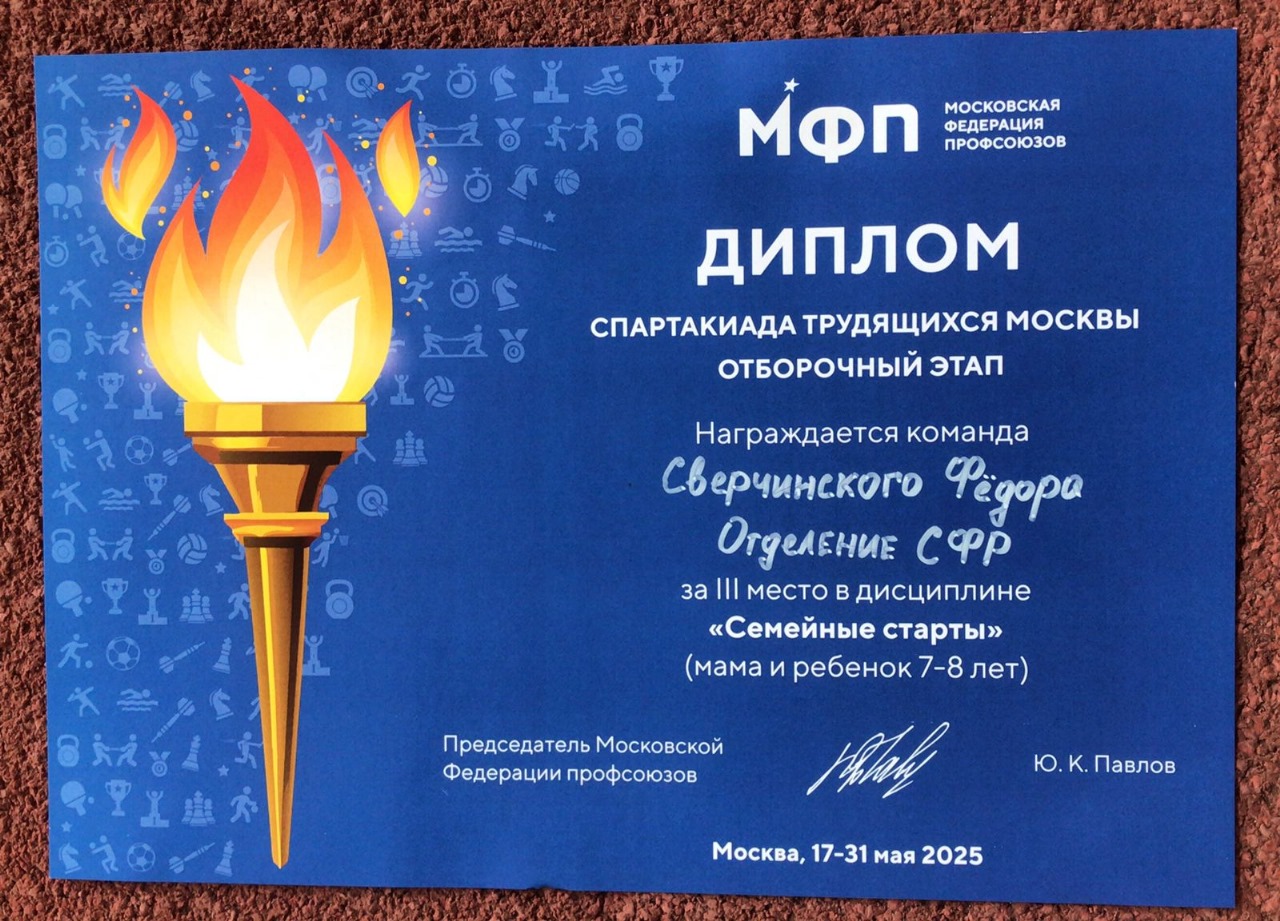 МФП
МОСКОВСКАЯ
ФЕДЕРАЦИЯ
ПРОФСОЮЗОВ
ДИПЛОМ
СПАРТАКИАДА ТРУДЯЩИХСЯ МОСКВЫ
ОТБОРОЧНЫЙ ЭТАП
Награждается команда
Сверчинского Фёдора
Отделение СФР
за III место в дисциплине
«Семейные старты»
(мама и ребенок 7-8 лет)
Председатель Московской
Федерации профсоюзов
Ю. К. Павлов
Москва, 17-31 мая 2025